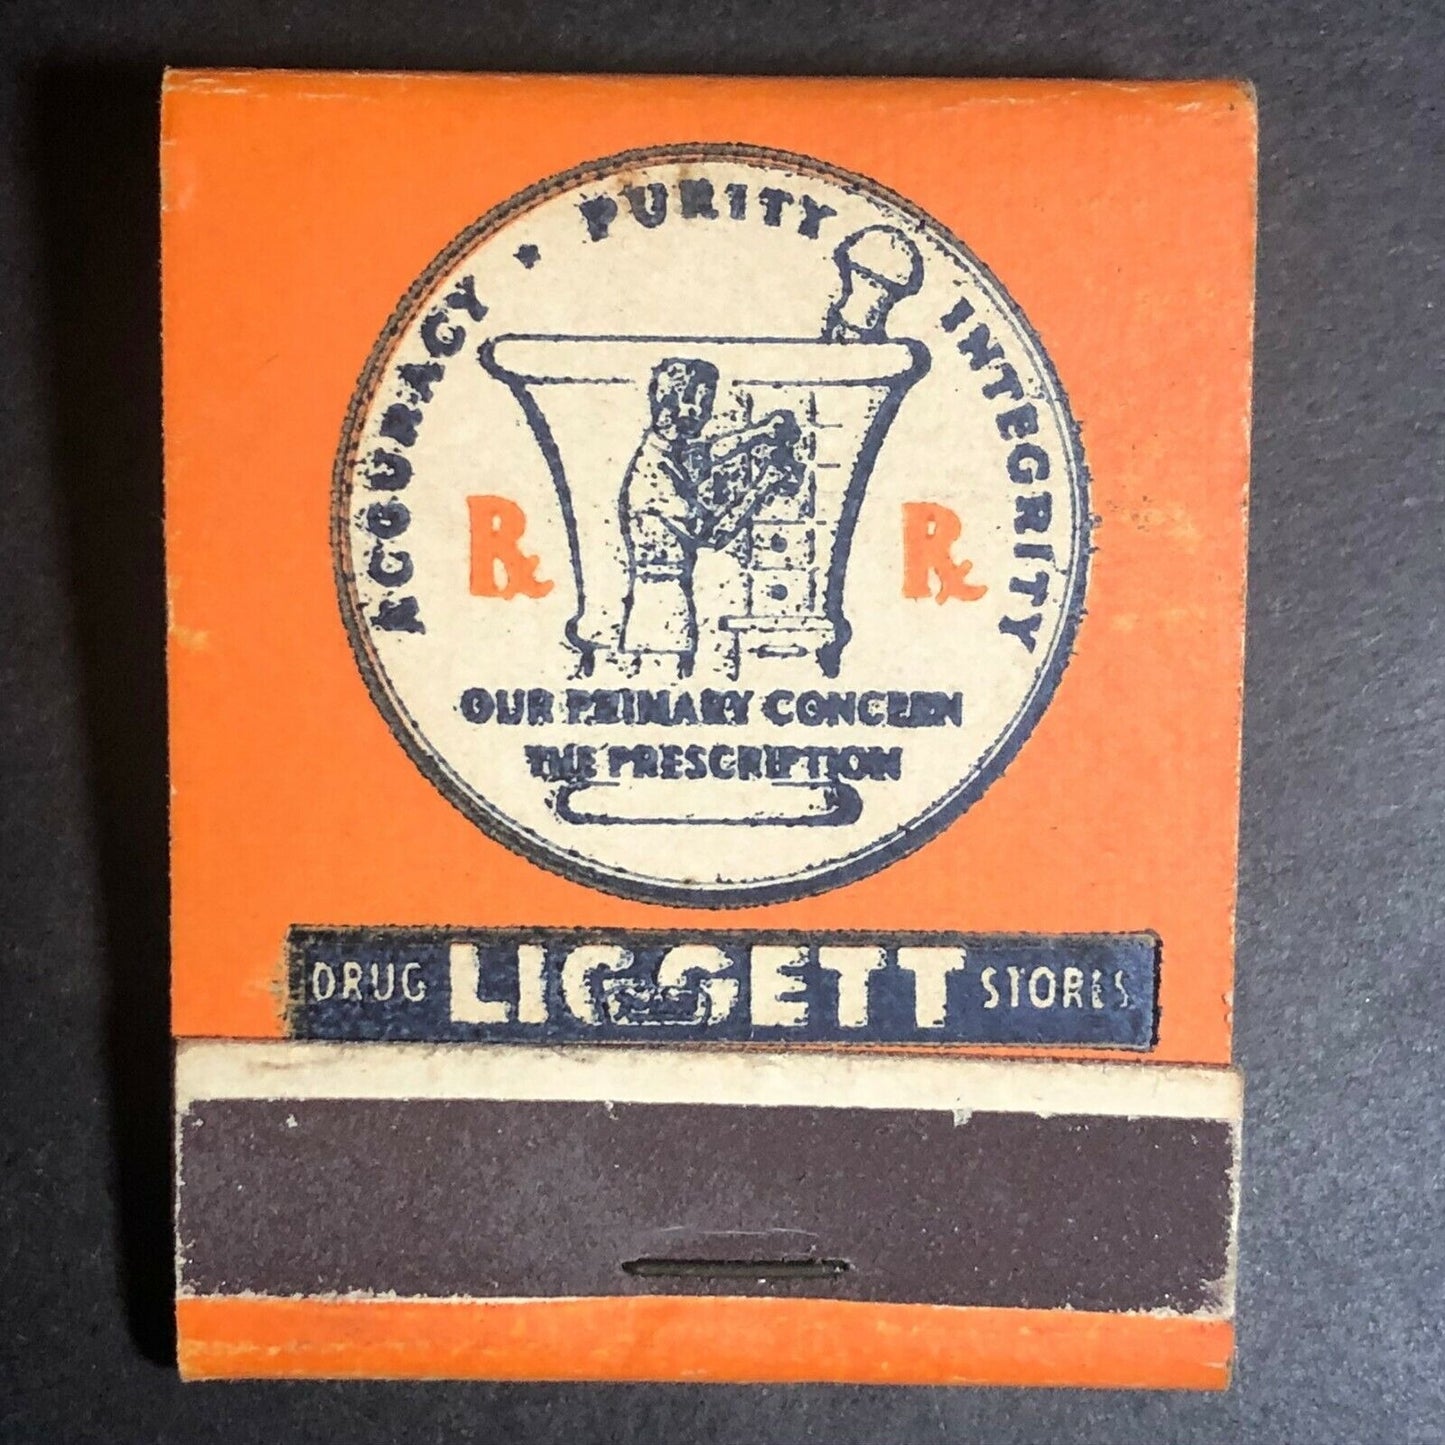 ACCURACY • PURITY INTEGRITY
℞ ℞
OUR PRIMARY CONCERN
THE PRESCRIPTION
DRUG LIGGETT STORES